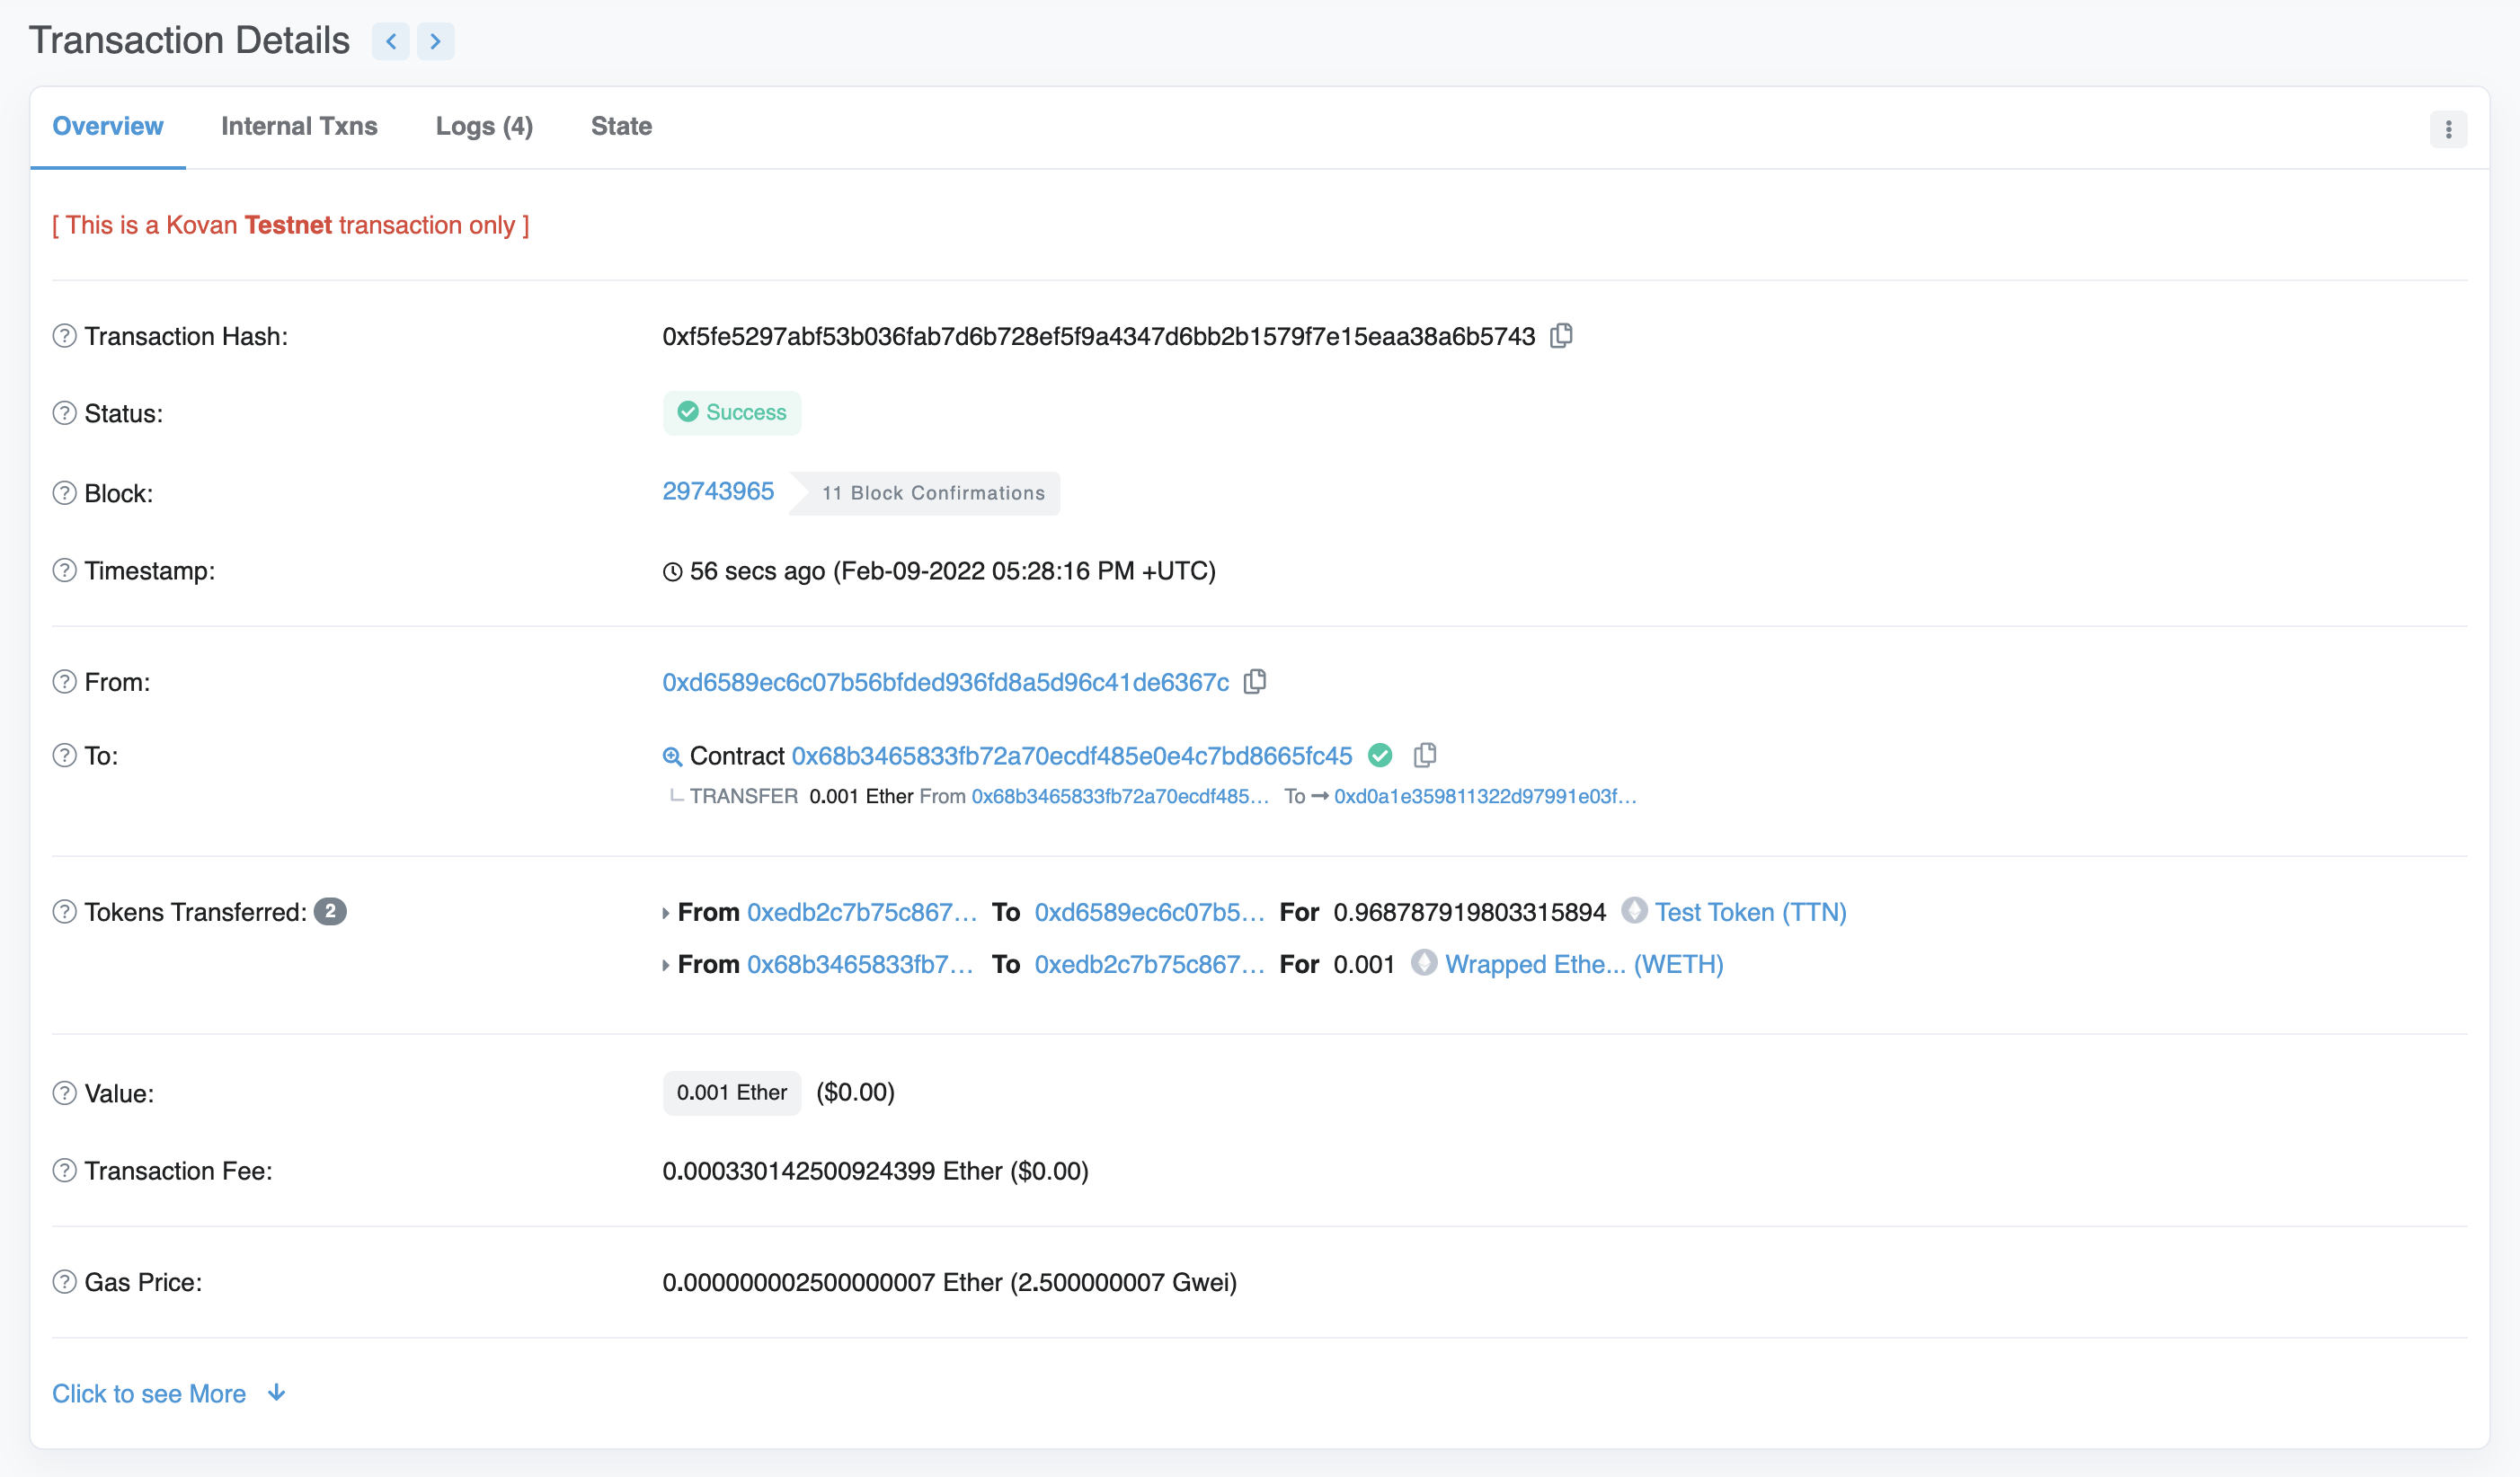 Transaction Details
Overview Internal Txns Logs (4) State
[ This is a Kovan Testnet transaction only ]
Transaction Hash: 0xf5fe5297abf53b036fab7d6b728ef5f9a4347d6bb2b1579f7e15eaa38a6b5743
Status: Success
Block: 29743965 11 Block Confirmations
Timestamp: 56 secs ago (Feb-09-2022 05:28:16 PM +UTC)
From: 0xd6589ec6c07b56bfded936fd8a5d96c41de6367c
To: Contract 0x68b3465833fb72a70ecdf485e0e4c7bd8665fc45
TRANSFER 0.001 Ether From 0x68b3465833fb72a70ecdf485... To → 0xd0a1e359811322d97991e03f...
Tokens Transferred: 2 From 0xedb2c7b75c867... To 0xd6589ec6c07b5... For 0.968787919803315894 Test Token (TTN)
From 0x68b3465833fb7... To 0xedb2c7b75c867... For 0.001 Wrapped Ethe... (WETH)
Value: 0.001 Ether ($0.00)
Transaction Fee: 0.000330142500924399 Ether ($0.00)
Gas Price: 0.000000002500000007 Ether (2.500000007 Gwei)
Click to see More ↓